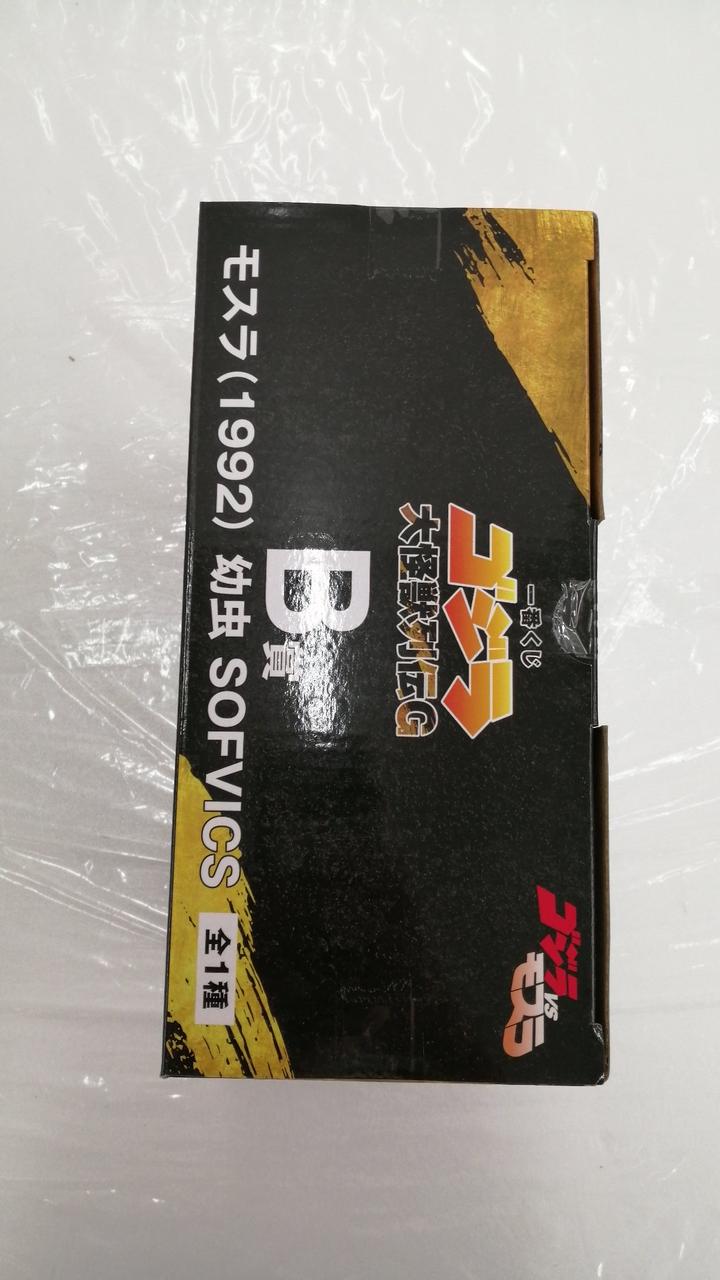 一番くじ
ゴジラ
大怪獣列伝G
ゴジラVSモスラ
B賞
モスラ(1992) 幼虫 SOFVICS
全1種